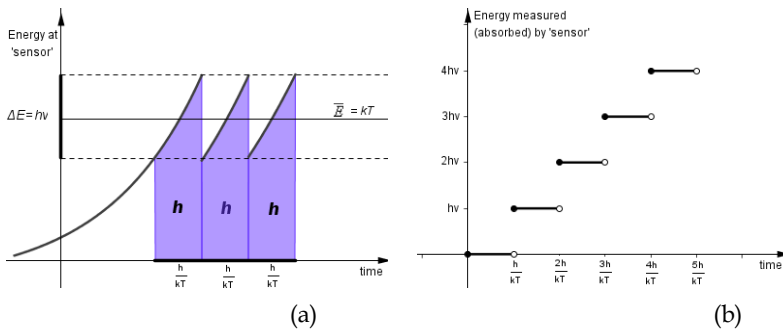 Energy at
'sensor'
ΔE=hν
E̅ = kT
h h h
h/kT h/kT h/kT
time
(a)
Energy measured
(absorbed) by 'sensor'
4hν
3hν
2hν
hν
h/kT 2h/kT 3h/kT 4h/kT 5h/kT
time
(b)